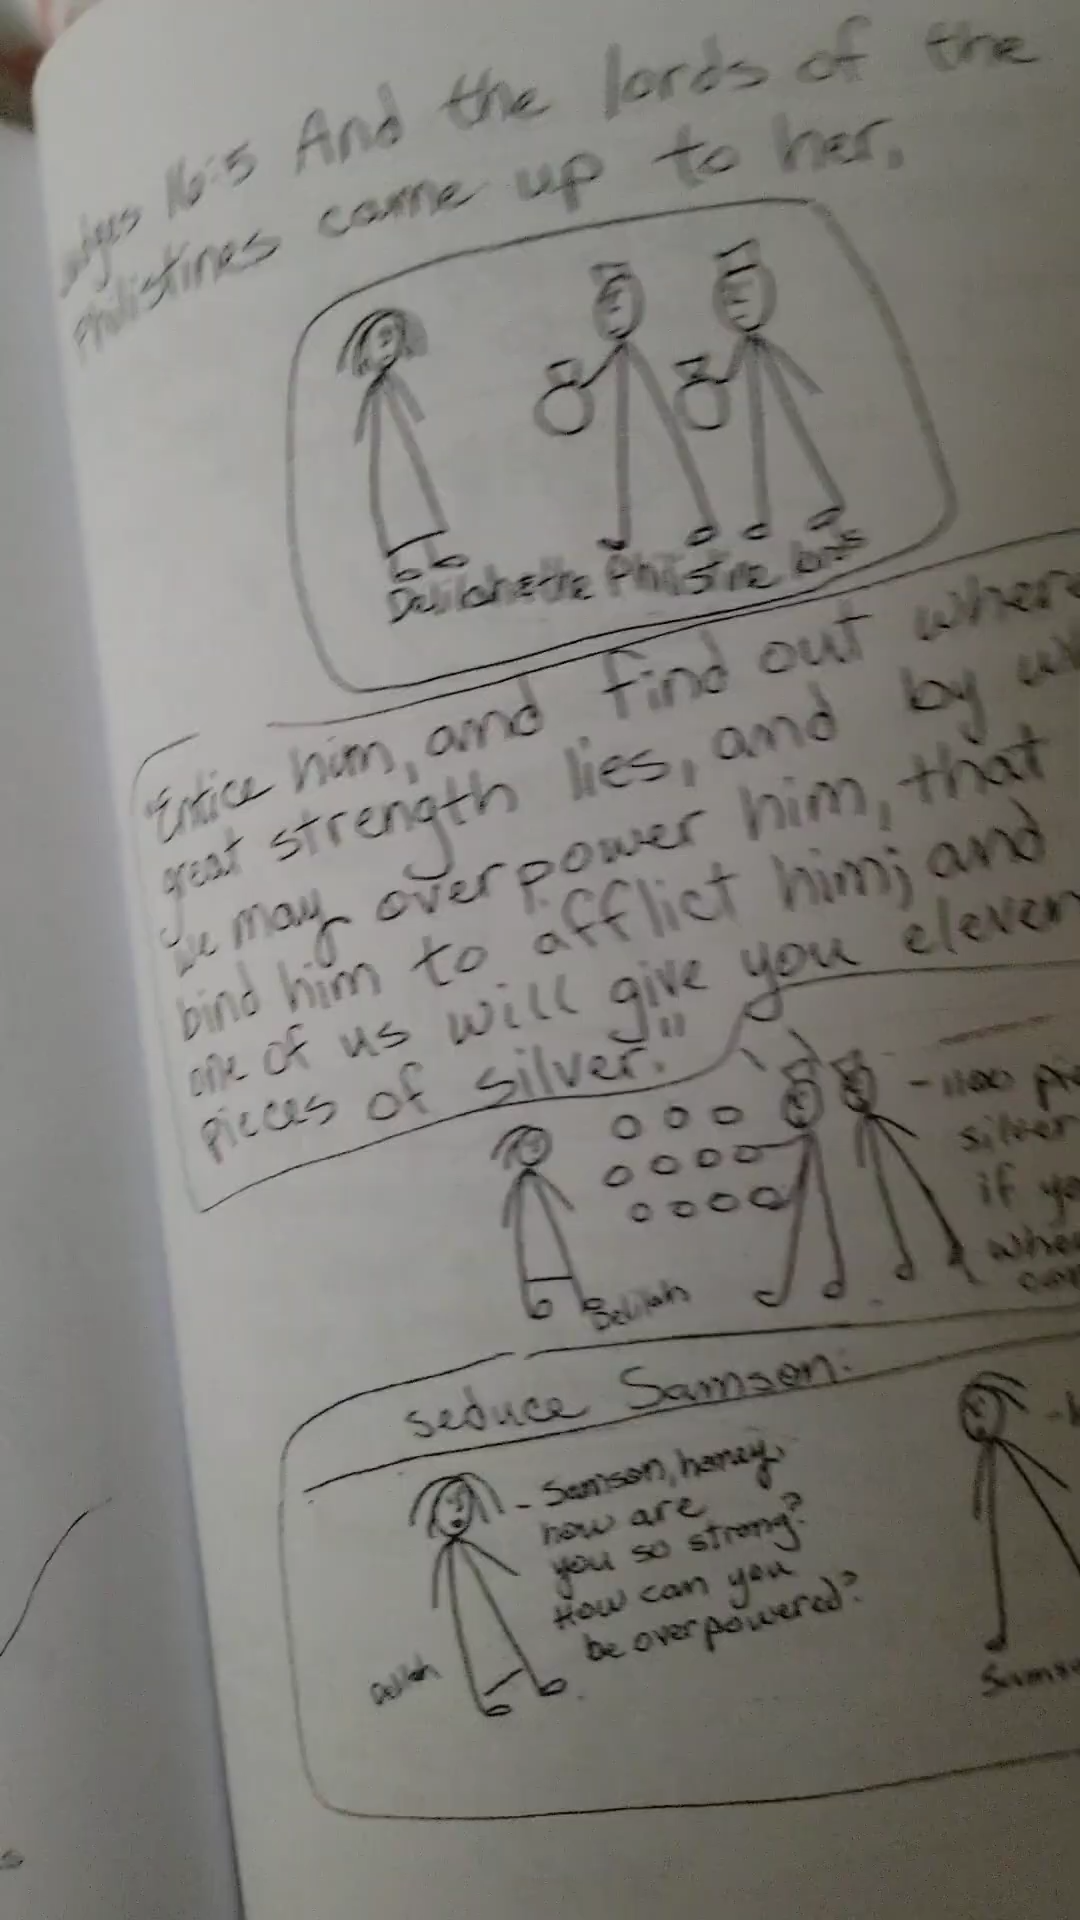 16:5 And the lords of the
Philistines came up to her.
Delilah & the Philistine lords
"Entice him, and find out where
great strength lies, and by
we may overpower him, that
bind him to afflict him; and
one of us will give you eleven
pieces of silver."
-1100
silver
if
Delilah
seduce Samson:
- Samson, honey,
how are
you so strong?
How can you
be overpowered?
Delilah